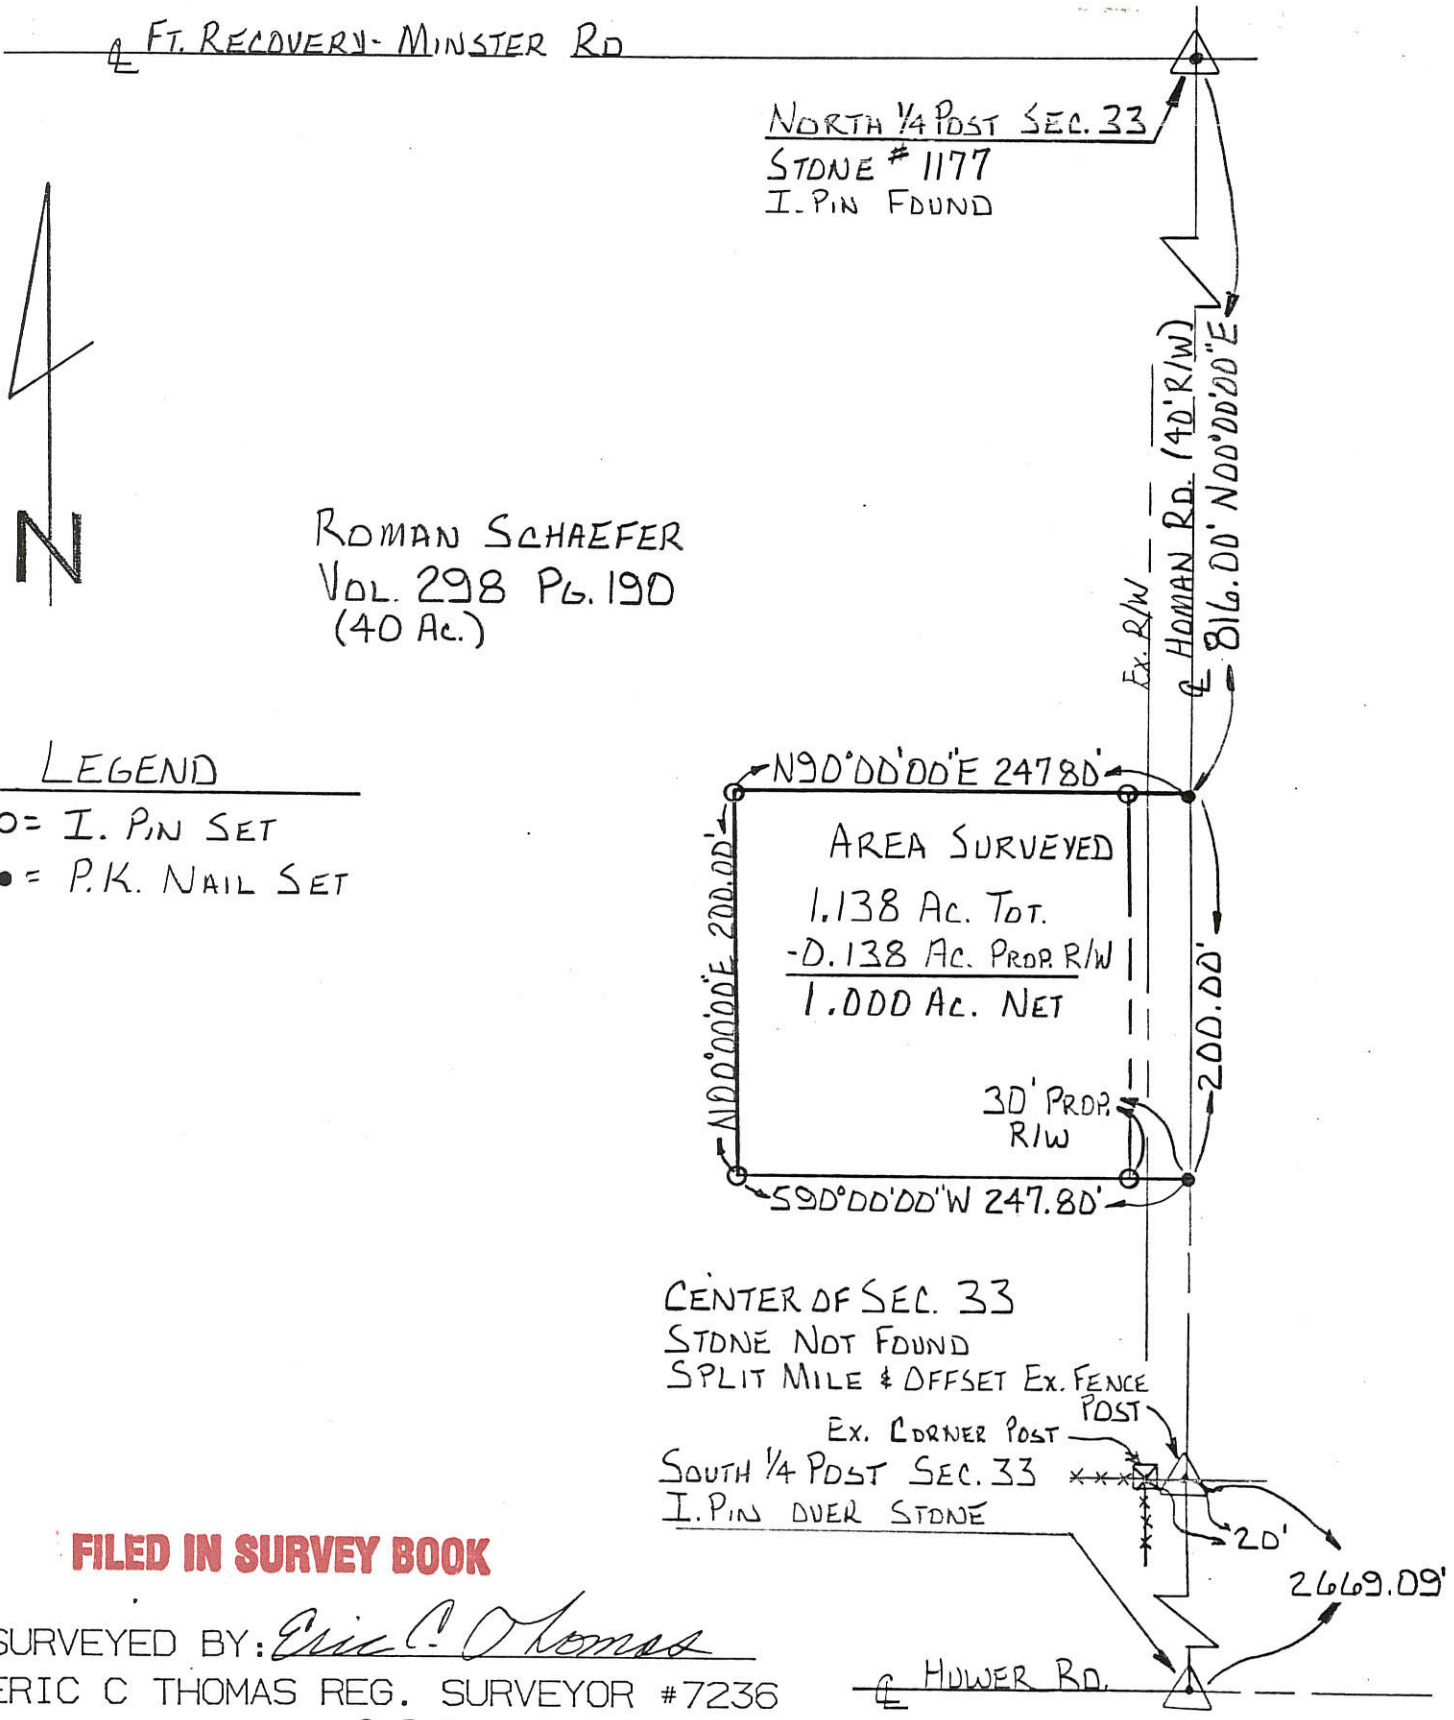 ℄ FT. RECOVERY - MINSTER RD
NORTH 1/4 POST SEC. 33
STONE # 1177
I. PIN FOUND
N
ROMAN SCHAEFER
VOL. 298 PG. 190
(40 AC.)
Ex. R/W
℄ HOMAN RD. (40' R/W)
816.00' N00°00'00"E
LEGEND
O= I. PIN SET
●= P.K. NAIL SET
N90°00'00"E 247.80'
N00°00'00"E 200.00'
AREA SURVEYED
1.138 AC. TOT.
-0.138 AC. PROP. R/W
1.000 AC. NET
200.00'
30' PROP.
R/W
S90°00'00"W 247.80'
CENTER OF SEC. 33
STONE NOT FOUND
SPLIT MILE & OFFSET EX. FENCE
POST
EX. CORNER POST
SOUTH 1/4 POST SEC. 33
I. PIN OVER STONE
20'
2669.09'
FILED IN SURVEY BOOK
SURVEYED BY: Eric C. Thomas
ERIC C THOMAS REG. SURVEYOR #7236
℄ HUWER RD.